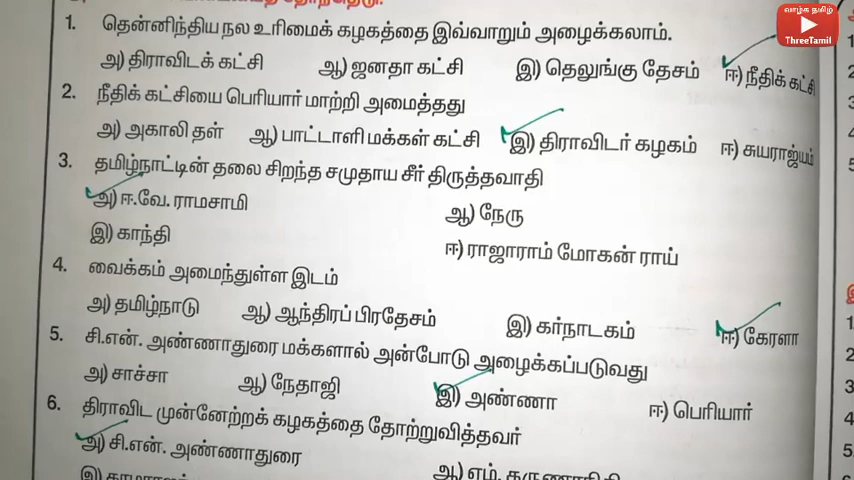 வாழ்க தமிழ்
ThreeTamil
1. தென்னிந்திய நல உரிமைக் கழகத்தை இவ்வாறும் அழைக்கலாம்.
அ) திராவிடக் கட்சி ஆ) ஜனதா கட்சி இ) தெலுங்கு தேசம் ஈ) நீதிக் கட்சி
2. நீதிக் கட்சியை பெரியார் மாற்றி அமைத்தது
அ) அகாலி தள் ஆ) பாட்டாளி மக்கள் கட்சி இ) திராவிடர் கழகம் ஈ) சுயராஜ்யம்
3. தமிழ்நாட்டின் தலை சிறந்த சமுதாய சீர் திருத்தவாதி
அ) ஈ.வே. ராமசாமி ஆ) நேரு
இ) காந்தி ஈ) ராஜாராம் மோகன் ராய்
4. வைக்கம் அமைந்துள்ள இடம்
அ) தமிழ்நாடு ஆ) ஆந்திரப் பிரதேசம் இ) கர்நாடகம் ஈ) கேரளா
5. சி.என். அண்ணாதுரை மக்களால் அன்போடு அழைக்கப்படுவது
அ) சாச்சா ஆ) நேதாஜி இ) அண்ணா ஈ) பெரியார்
6. திராவிட முன்னேற்றக் கழகத்தை தோற்றுவித்தவர்
அ) சி.என். அண்ணாதுரை ஆ) எம்.